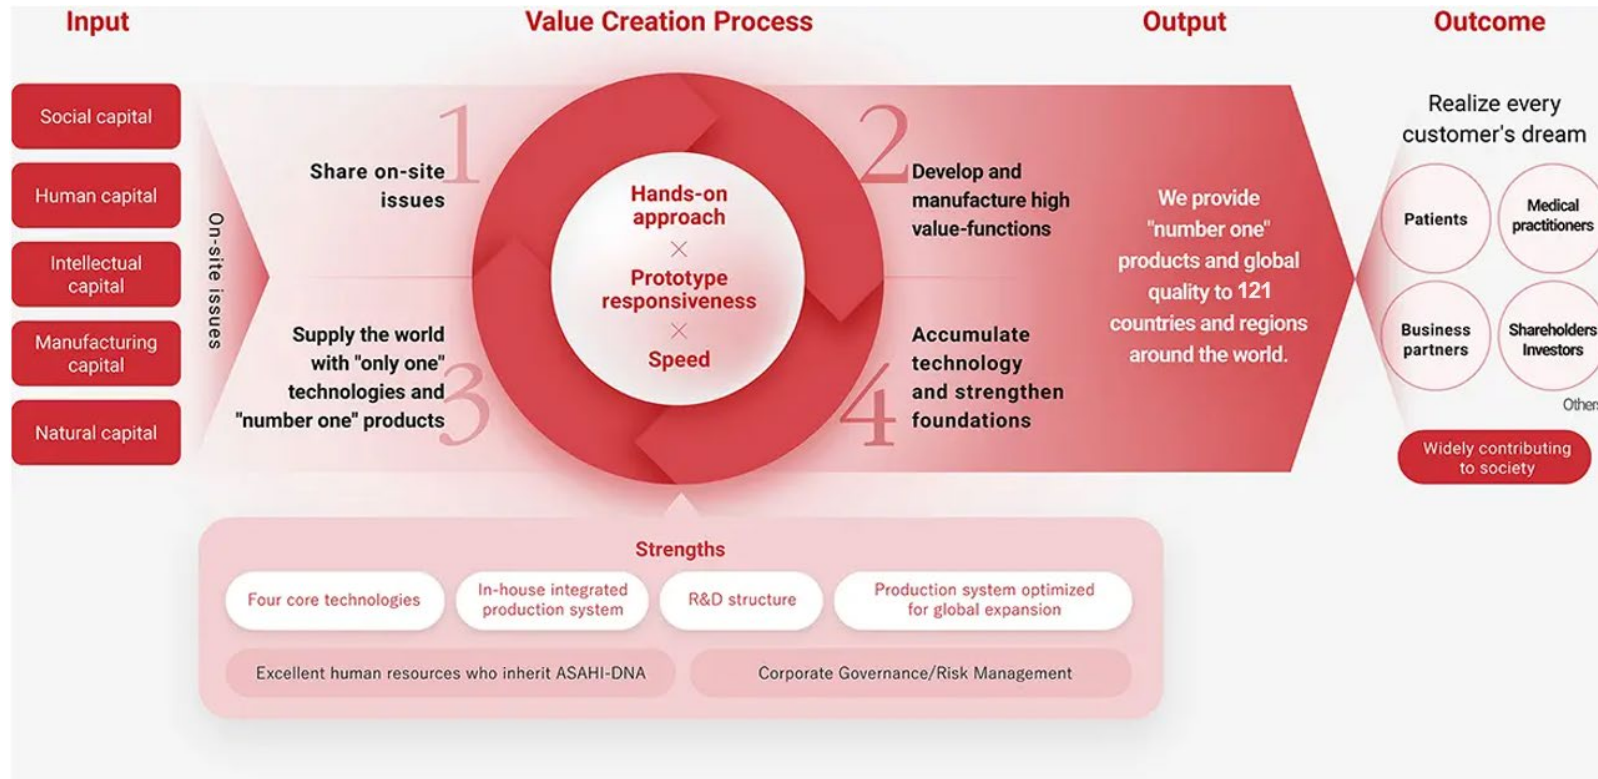 Input
Value Creation Process
Output
Outcome
Social capital
Human capital
Intellectual
capital
Manufacturing
capital
Natural capital
On-site issues
1
Share on-site
issues
2
Develop and
manufacture high
value-functions
3
Supply the world
with "only one"
technologies and
"number one" products
4
Accumulate
technology
and strengthen
foundations
Hands-on
approach
×
Prototype
responsiveness
×
Speed
We provide
"number one"
products and global
quality to 121
countries and regions
around the world.
Realize every
customer's dream
Patients
Medical
practitioners
Business
partners
Shareholders
Investors
Others
Widely contributing
to society
Strengths
Four core technologies
In-house integrated
production system
R&D structure
Production system optimized
for global expansion
Excellent human resources who inherit ASAHI-DNA
Corporate Governance/Risk Management